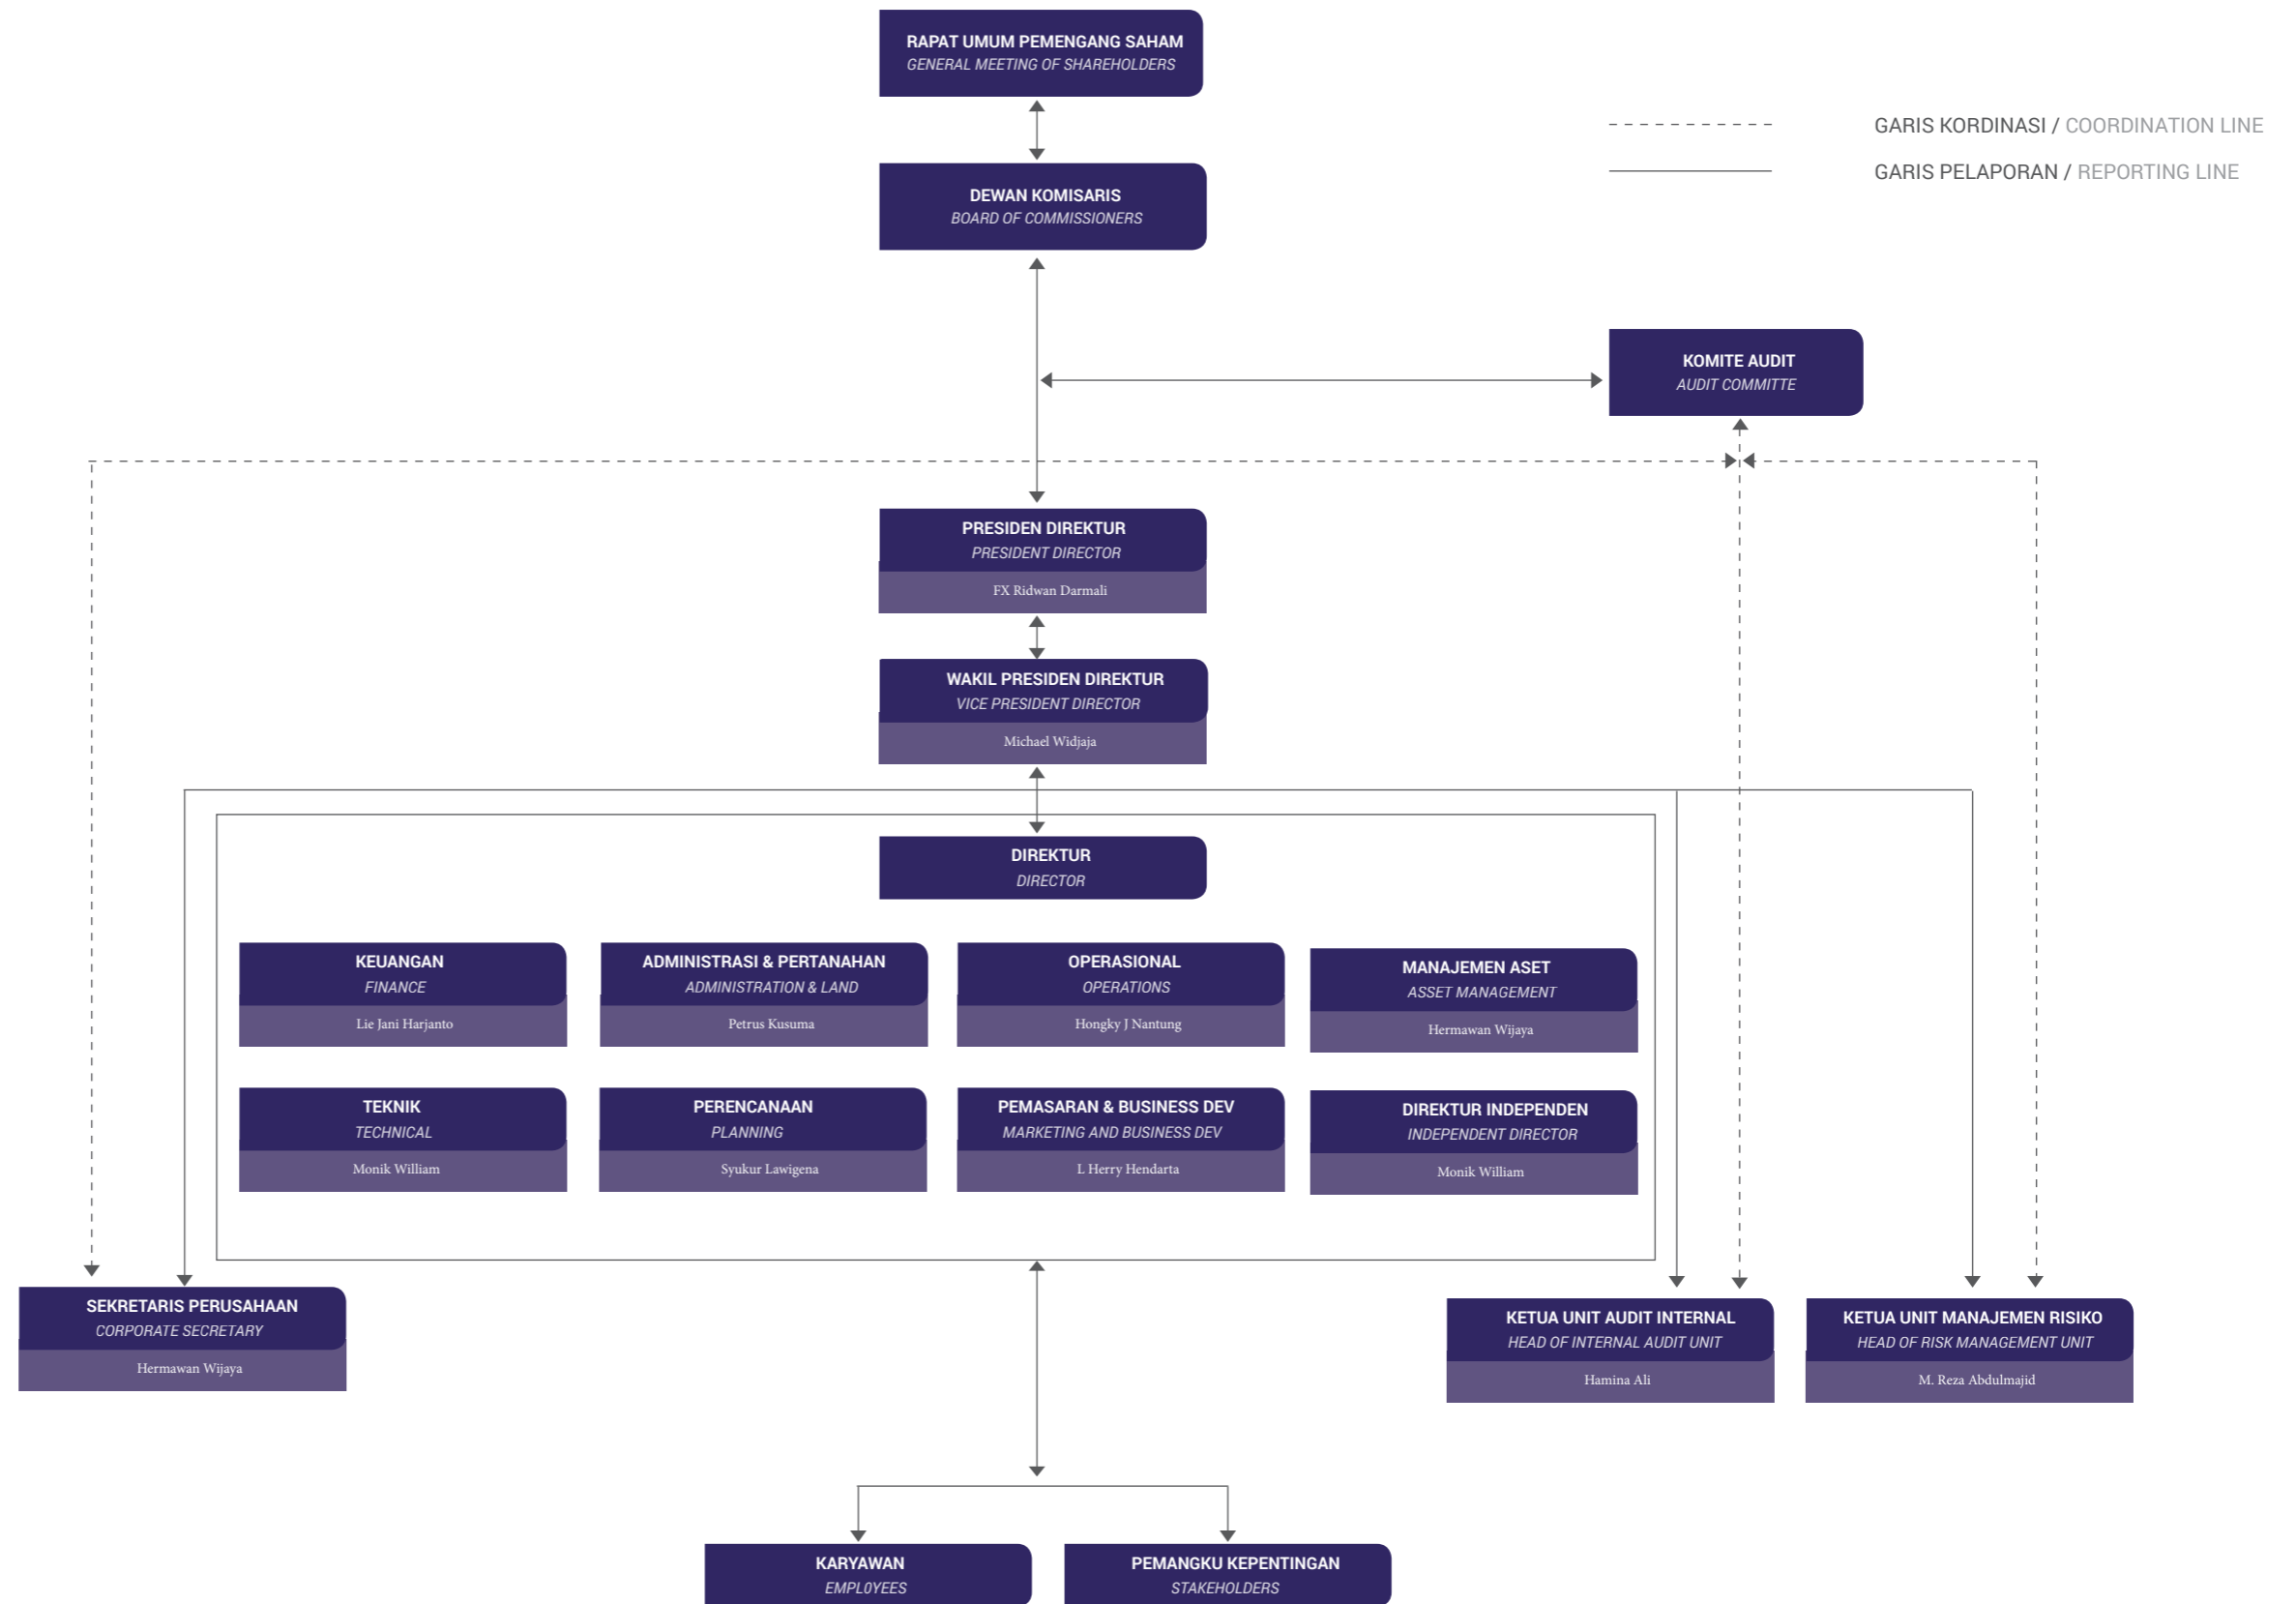 RAPAT UMUM PEMENGANG SAHAM
GENERAL MEETING OF SHAREHOLDERS
GARIS KORDINASI / COORDINATION LINE
GARIS PELAPORAN / REPORTING LINE
DEWAN KOMISARIS
BOARD OF COMMISSIONERS
KOMITE AUDIT
AUDIT COMMITTE
PRESIDEN DIREKTUR
PRESIDENT DIRECTOR
FX Ridwan Darmali
WAKIL PRESIDEN DIREKTUR
VICE PRESIDENT DIRECTOR
Michael Widjaja
DIREKTUR
DIRECTOR
KEUANGAN
FINANCE
Lie Jani Harjanto
ADMINISTRASI & PERTANAHAN
ADMINISTRATION & LAND
Petrus Kusuma
OPERASIONAL
OPERATIONS
Hongky J Nantung
MANAJEMEN ASET
ASSET MANAGEMENT
Hermawan Wijaya
TEKNIK
TECHNICAL
Monik William
PERENCANAAN
PLANNING
Syukur Lawigena
PEMASARAN & BUSINESS DEV
MARKETING AND BUSINESS DEV
L Herry Hendarta
DIREKTUR INDEPENDEN
INDEPENDENT DIRECTOR
Monik William
SEKRETARIS PERUSAHAAN
CORPORATE SECRETARY
Hermawan Wijaya
KETUA UNIT AUDIT INTERNAL
HEAD OF INTERNAL AUDIT UNIT
Hamina Ali
KETUA UNIT MANAJEMEN RISIKO
HEAD OF RISK MANAGEMENT UNIT
M. Reza Abdulmajid
KARYAWAN
EMPL0YEES
PEMANGKU KEPENTINGAN
STAKEHOLDERS